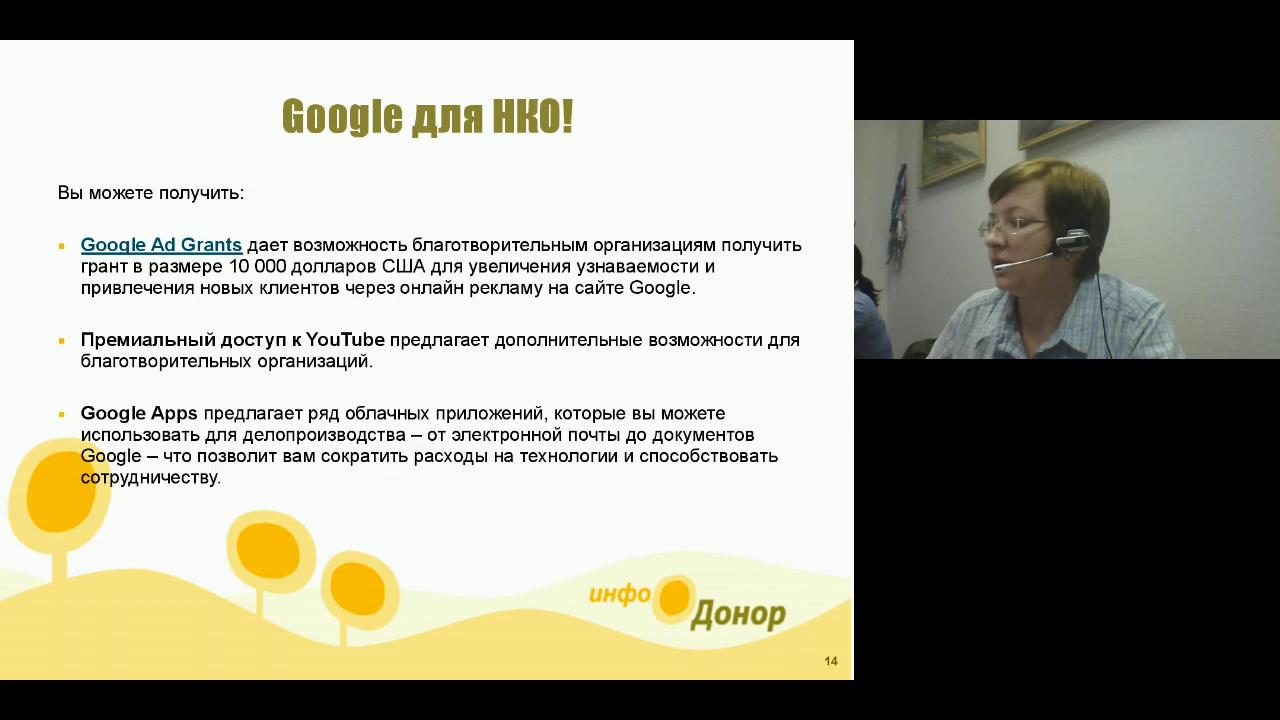 Google для НКО!
Вы можете получить:
Google Ad Grants дает возможность благотворительным организациям получить
грант в размере 10 000 долларов США для увеличения узнаваемости и
привлечения новых клиентов через онлайн рекламу на сайте Google.
Премиальный доступ к YouTube предлагает дополнительные возможности для
благотворительных организаций.
Google Apps предлагает ряд облачных приложений, которые вы можете
использовать для делопроизводства – от электронной почты до документов
Google – что позволит вам сократить расходы на технологии и способствовать
сотрудничеству.
инфо
Донор
14